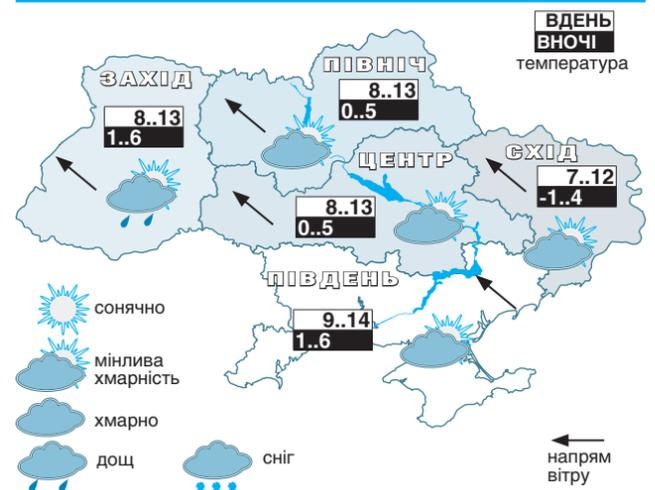 ВДЕНЬ
ВНОЧІ
температура
ПІВНІЧ
8..13
0..5
ЗАХІД
8..13
1..6
ЦЕНТР
8..13
0..5
СХІД
7..12
-1..4
ПІВДЕНЬ
9..14
1..6
сонячно
мінлива
хмарність
хмарно
дощ
сніг
напрям
вітру